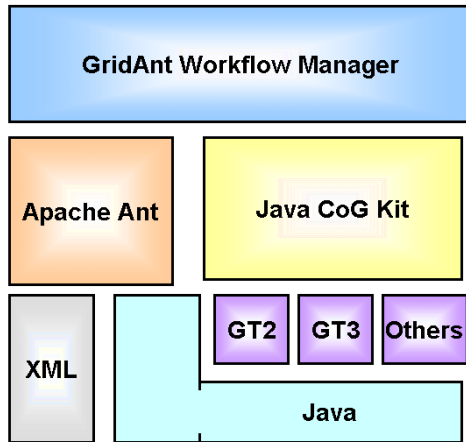 GridAnt Workflow Manager
Apache Ant
Java CoG Kit
XML
GT2
GT3
Others
Java